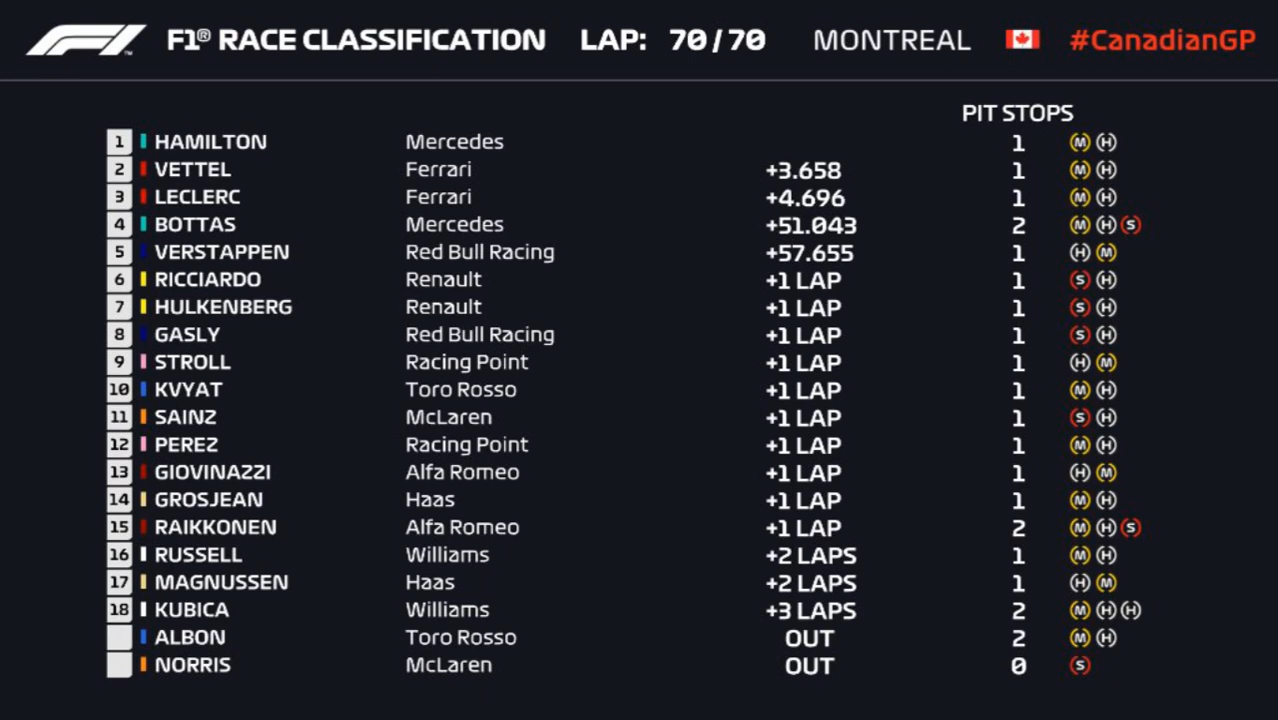 F1® RACE CLASSIFICATION LAP: 70/70 MONTREAL #CanadianGP
PIT STOPS
1 HAMILTON Mercedes 1 M H
2 VETTEL Ferrari +3.658 1 M H
3 LECLERC Ferrari +4.696 1 M H
4 BOTTAS Mercedes +51.043 2 M H S
5 VERSTAPPEN Red Bull Racing +57.655 1 H M
6 RICCIARDO Renault +1 LAP 1 S H
7 HULKENBERG Renault +1 LAP 1 S H
8 GASLY Red Bull Racing +1 LAP 1 S H
9 STROLL Racing Point +1 LAP 1 H M
10 KVYAT Toro Rosso +1 LAP 1 M H
11 SAINZ McLaren +1 LAP 1 S H
12 PEREZ Racing Point +1 LAP 1 M H
13 GIOVINAZZI Alfa Romeo +1 LAP 1 H M
14 GROSJEAN Haas +1 LAP 1 M H
15 RAIKKONEN Alfa Romeo +1 LAP 2 M H S
16 RUSSELL Williams +2 LAPS 1 M H
17 MAGNUSSEN Haas +2 LAPS 1 H M
18 KUBICA Williams +3 LAPS 2 M H H
ALBON Toro Rosso OUT 2 M H
NORRIS McLaren OUT 0 S